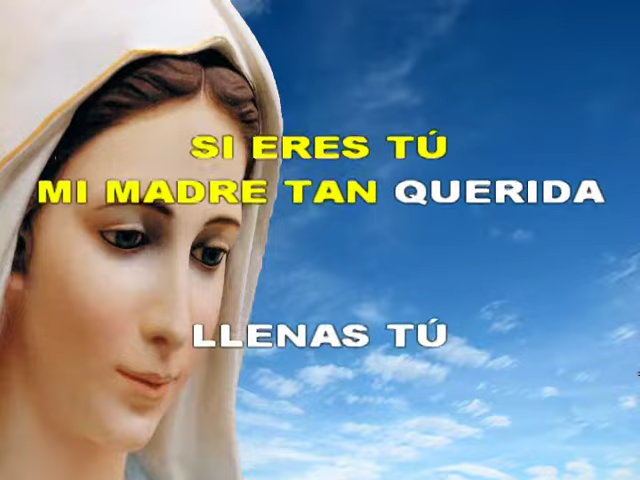 SI ERES TÚ
MI MADRE TAN QUERIDA
LLENAS TÚ